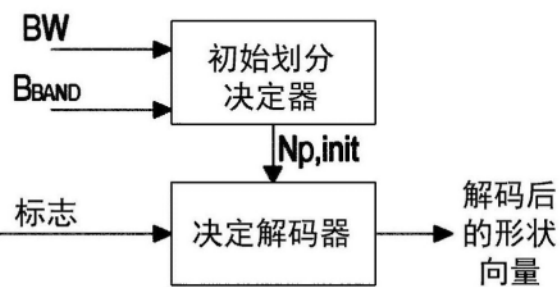 BW
BBAND
初始划分
决定器
Np,init
标志
决定解码器
解码后
的形状
向量